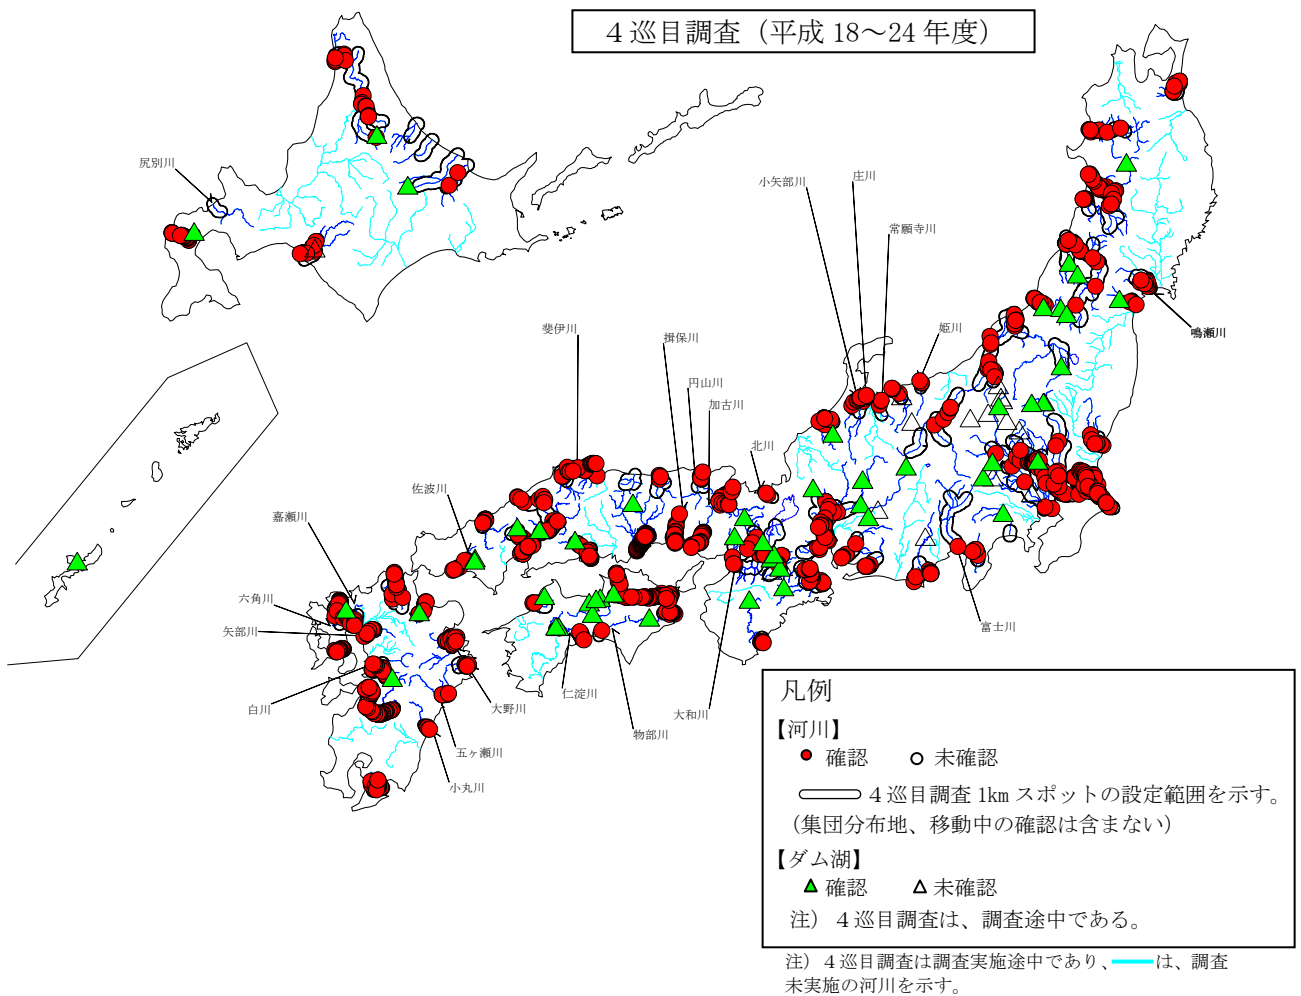 4巡目調査（平成 18～24 年度）
尻別川
小矢部川
庄川
常願寺川
姫川
鳴瀬川
斐伊川
揖保川
円山川
加古川
北川
佐波川
嘉瀬川
六角川
矢部川
白川
大野川
五ヶ瀬川
小丸川
仁淀川
物部川
大和川
富士川
凡例
【河川】
確認 未確認
４巡目調査 1km スポットの設定範囲を示す。
（集団分布地、移動中の確認は含まない）
【ダム湖】
確認 未確認
注）４巡目調査は、調査途中である。
注）４巡目調査は調査実施途中であり、 は、調査
未実施の河川を示す。